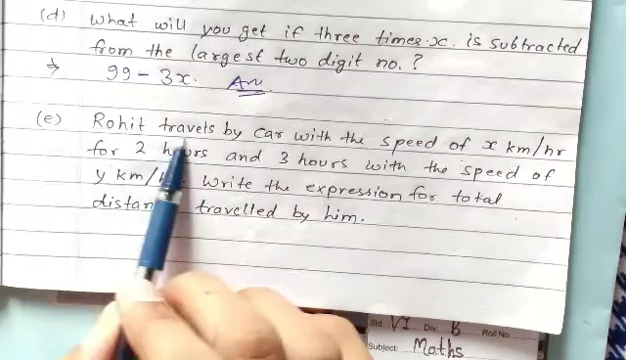 (d) What will you get if three times x. is subtracted
from the largest two digit no. ?
→ 99 - 3x. Ans
(e) Rohit travels by car with the speed of x km/hr
for 2 hours and 3 hours with the speed of
y km/ Write the expression for total
travelled by him.
Std. VI Div. B Roll No.
Subject: Maths